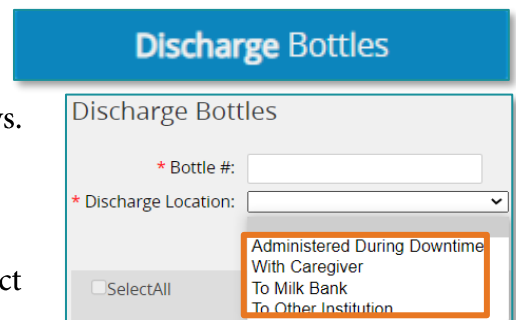 Discharge Bottles
Discharge Bottles
* Bottle #:
* Discharge Location:
Administered During Downtime
With Caregiver
To Milk Bank
To Other Institution
SelectAll